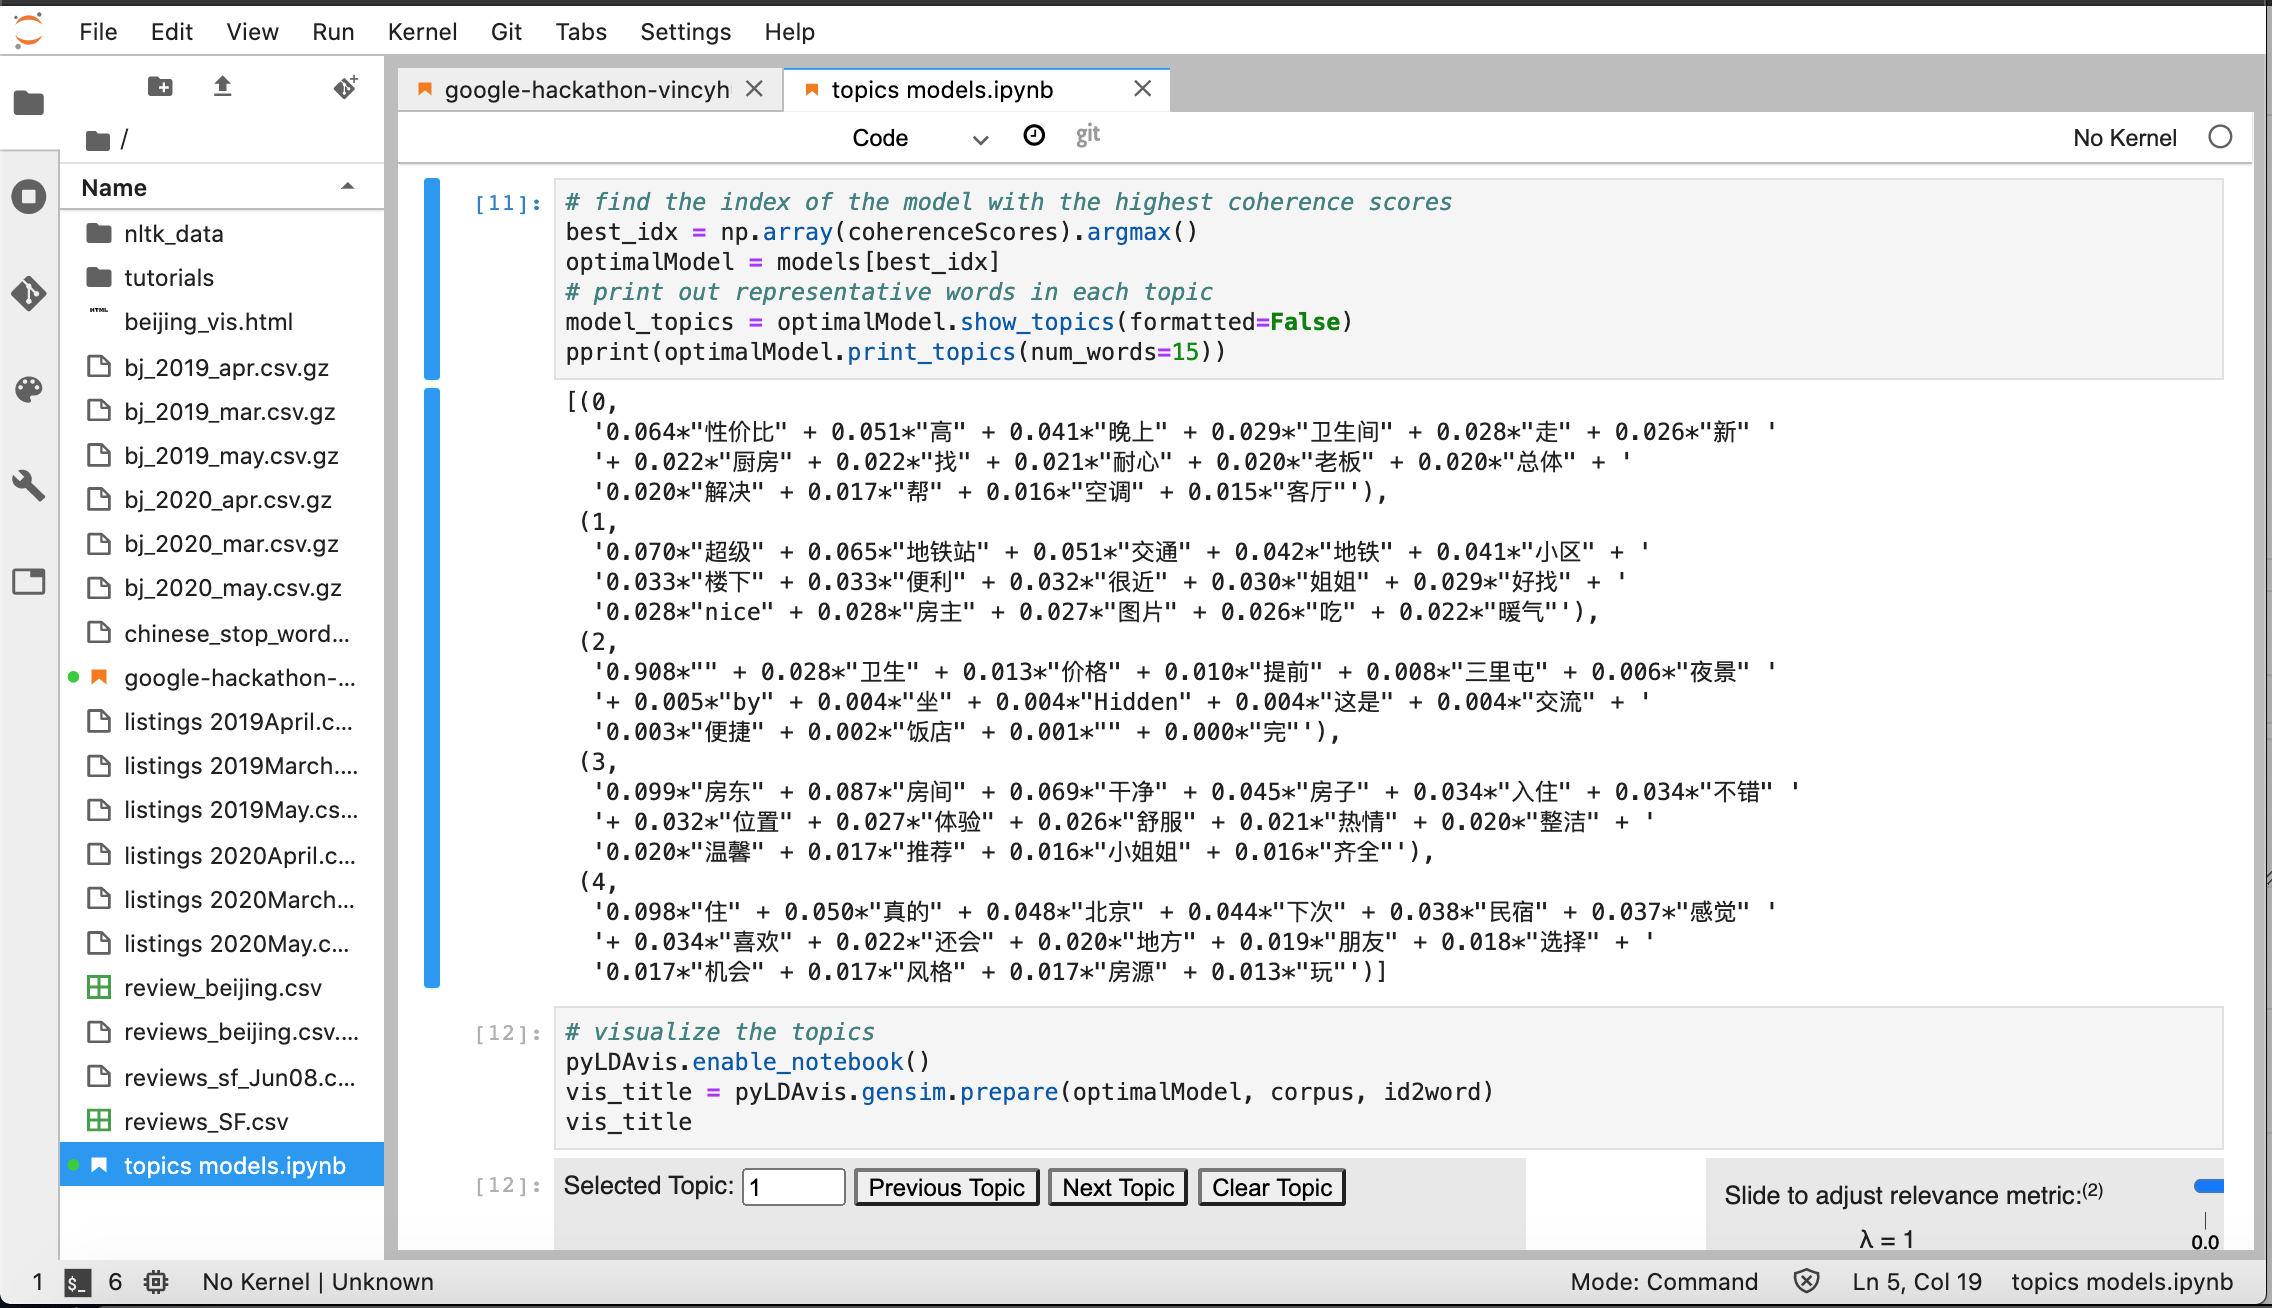 File Edit View Run Kernel Git Tabs Settings Help
google-hackathon-vincyh
topics models.ipynb
/
Code
git
No Kernel
Name
nltk_data
tutorials
HTML
beijing_vis.html
bj_2019_apr.csv.gz
bj_2019_mar.csv.gz
bj_2019_may.csv.gz
bj_2020_apr.csv.gz
bj_2020_mar.csv.gz
bj_2020_may.csv.gz
chinese_stop_word...
google-hackathon-...
listings 2019April.c...
listings 2019March....
listings 2019May.cs...
listings 2020April.c...
listings 2020March...
listings 2020May.c...
review_beijing.csv
reviews_beijing.csv....
reviews_sf_Jun08.c...
reviews_SF.csv
topics models.ipynb
[11]:
# find the index of the model with the highest coherence scores
best_idx = np.array(coherenceScores).argmax()
optimalModel = models[best_idx]
# print out representative words in each topic
model_topics = optimalModel.show_topics(formatted=False)
pprint(optimalModel.print_topics(num_words=15))
[(0,
'0.064*"性价比" + 0.051*"高" + 0.041*"晚上" + 0.029*"卫生间" + 0.028*"走" + 0.026*"新" '
'+ 0.022*"厨房" + 0.022*"找" + 0.021*"耐心" + 0.020*"老板" + 0.020*"总体" + '
'0.020*"解决" + 0.017*"帮" + 0.016*"空调" + 0.015*"客厅"'),
(1,
'0.070*"超级" + 0.065*"地铁站" + 0.051*"交通" + 0.042*"地铁" + 0.041*"小区" + '
'0.033*"楼下" + 0.033*"便利" + 0.032*"很近" + 0.030*"姐姐" + 0.029*"好找" + '
'0.028*"nice" + 0.028*"房主" + 0.027*"图片" + 0.026*"吃" + 0.022*"暖气"'),
(2,
'0.908*"" + 0.028*"卫生" + 0.013*"价格" + 0.010*"提前" + 0.008*"三里屯" + 0.006*"夜景" '
'+ 0.005*"by" + 0.004*"坐" + 0.004*"Hidden" + 0.004*"这是" + 0.004*"交流" + '
'0.003*"便捷" + 0.002*"饭店" + 0.001*"" + 0.000*"完"'),
(3,
'0.099*"房东" + 0.087*"房间" + 0.069*"干净" + 0.045*"房子" + 0.034*"入住" + 0.034*"不错" '
'+ 0.032*"位置" + 0.027*"体验" + 0.026*"舒服" + 0.021*"热情" + 0.020*"整洁" + '
'0.020*"温馨" + 0.017*"推荐" + 0.016*"小姐姐" + 0.016*"齐全"'),
(4,
'0.098*"住" + 0.050*"真的" + 0.048*"北京" + 0.044*"下次" + 0.038*"民宿" + 0.037*"感觉" '
'+ 0.034*"喜欢" + 0.022*"还会" + 0.020*"地方" + 0.019*"朋友" + 0.018*"选择" + '
'0.017*"机会" + 0.017*"风格" + 0.017*"房源" + 0.013*"玩"')]
[12]:
# visualize the topics
pyLDAvis.enable_notebook()
vis_title = pyLDAvis.gensim.prepare(optimalModel, corpus, id2word)
vis_title
[12]:
Selected Topic: 1 Previous Topic Next Topic Clear Topic
Slide to adjust relevance metric:(2)
λ = 1
0.0
1 $_ 6 No Kernel | Unknown
Mode: Command Ln 5, Col 19 topics models.ipynb